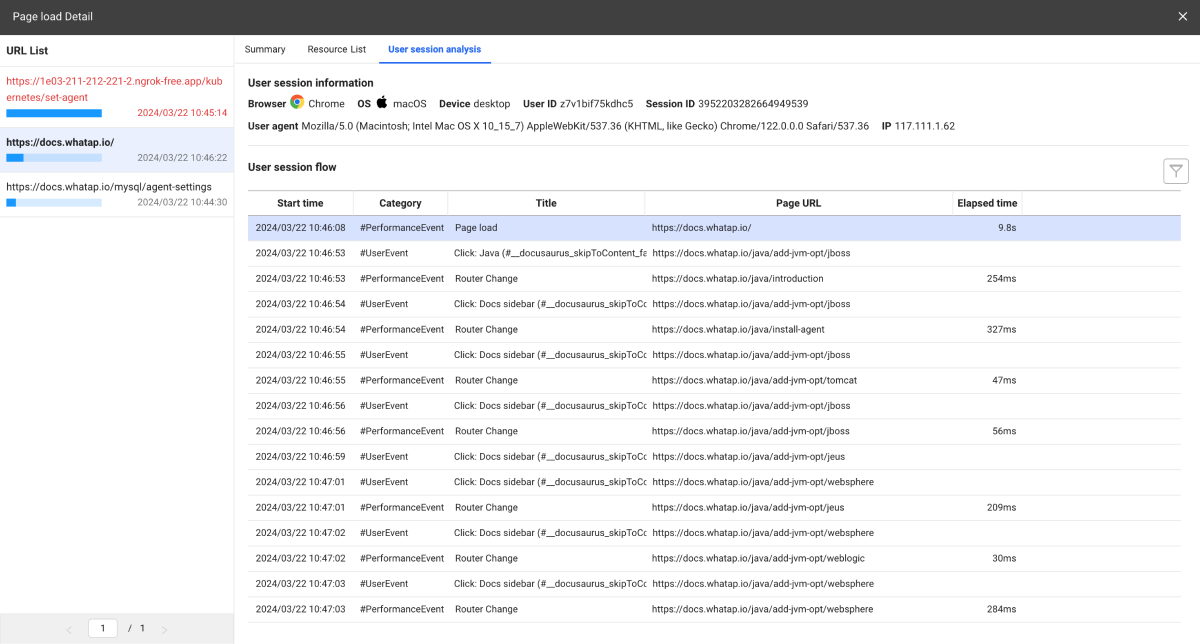 Page load Detail
URL List
https://1e03-211-212-221-2.ngrok-free.app/kub
ernetes/set-agent
2024/03/22 10:45:14
https://docs.whatap.io/
2024/03/22 10:46:22
https://docs.whatap.io/mysql/agent-settings
2024/03/22 10:44:30
1 / 1
Summary Resource List User session analysis
User session information
Browser Chrome OS macOS Device desktop User ID z7v1bif75kdhc5 Session ID 3952203282664949539
User agent Mozilla/5.0 (Macintosh; Intel Mac OS X 10_15_7) AppleWebKit/537.36 (KHTML, like Gecko) Chrome/122.0.0.0 Safari/537.36 IP 117.111.1.62
User session flow
Start time Category Title Page URL Elapsed time
2024/03/22 10:46:08 #PerformanceEvent Page load https://docs.whatap.io/ 9.8s
2024/03/22 10:46:53 #UserEvent Click: Java (#__docusaurus_skipToContent_fa https://docs.whatap.io/java/add-jvm-opt/jboss
2024/03/22 10:46:53 #PerformanceEvent Router Change https://docs.whatap.io/java/introduction 254ms
2024/03/22 10:46:54 #UserEvent Click: Docs sidebar (#__docusaurus_skipToCo https://docs.whatap.io/java/add-jvm-opt/jboss
2024/03/22 10:46:54 #PerformanceEvent Router Change https://docs.whatap.io/java/install-agent 327ms
2024/03/22 10:46:55 #UserEvent Click: Docs sidebar (#__docusaurus_skipToCo https://docs.whatap.io/java/add-jvm-opt/jboss
2024/03/22 10:46:55 #PerformanceEvent Router Change https://docs.whatap.io/java/add-jvm-opt/tomcat 47ms
2024/03/22 10:46:56 #UserEvent Click: Docs sidebar (#__docusaurus_skipToCo https://docs.whatap.io/java/add-jvm-opt/jboss
2024/03/22 10:46:56 #PerformanceEvent Router Change https://docs.whatap.io/java/add-jvm-opt/jboss 56ms
2024/03/22 10:46:59 #UserEvent Click: Docs sidebar (#__docusaurus_skipToCo https://docs.whatap.io/java/add-jvm-opt/jeus
2024/03/22 10:47:01 #UserEvent Click: Docs sidebar (#__docusaurus_skipToCo https://docs.whatap.io/java/add-jvm-opt/websphere
2024/03/22 10:47:01 #PerformanceEvent Router Change https://docs.whatap.io/java/add-jvm-opt/jeus 209ms
2024/03/22 10:47:02 #UserEvent Click: Docs sidebar (#__docusaurus_skipToCo https://docs.whatap.io/java/add-jvm-opt/websphere
2024/03/22 10:47:02 #PerformanceEvent Router Change https://docs.whatap.io/java/add-jvm-opt/weblogic 30ms
2024/03/22 10:47:03 #UserEvent Click: Docs sidebar (#__docusaurus_skipToCo https://docs.whatap.io/java/add-jvm-opt/websphere
2024/03/22 10:47:03 #PerformanceEvent Router Change https://docs.whatap.io/java/add-jvm-opt/websphere 284ms